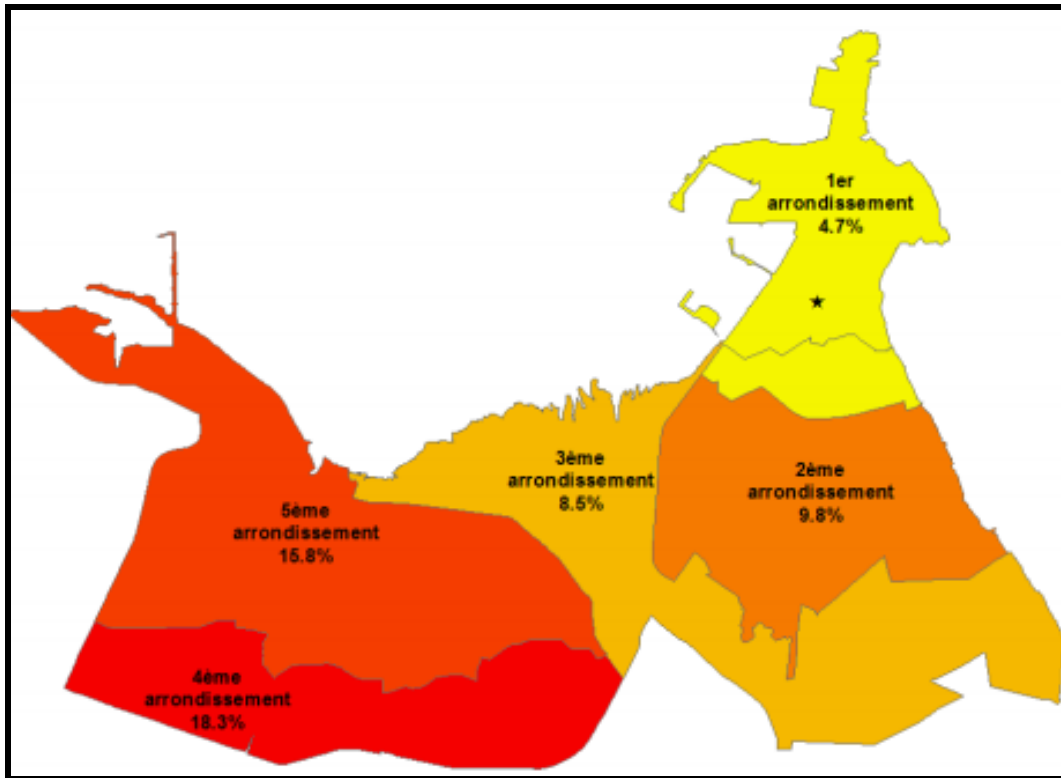 1er
arrondissement
4.7%
3ème
arrondissement
8.5%
2ème
arrondissement
9.8%
5ème
arrondissement
15.8%
4ème
arrondissement
18.3%